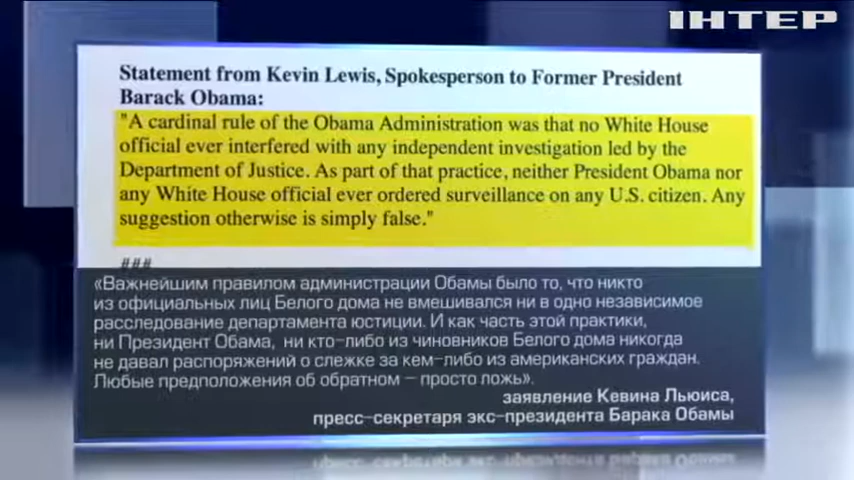 ІНТЕР
Statement from Kevin Lewis, Spokesperson to Former President
Barack Obama:
"A cardinal rule of the Obama Administration was that no White House
official ever interfered with any independent investigation led by the
Department of Justice. As part of that practice, neither President Obama nor
any White House official ever ordered surveillance on any U.S. citizen. Any
suggestion otherwise is simply false."
###
«Важнейшим правилом администрации Обамы было то, что никто
из официальных лиц Белого дома не вмешивался ни в одно независимое
расследование департамента юстиции. И как часть этой практики,
ни Президент Обама, ни кто-либо из чиновников Белого дома никогда
не давал распоряжений о слежке за кем-либо из американских граждан.
Любые предположения об обратном – просто ложь».
заявление Кевина Льюиса,
пресс-секретаря экс-президента Барака Обамы